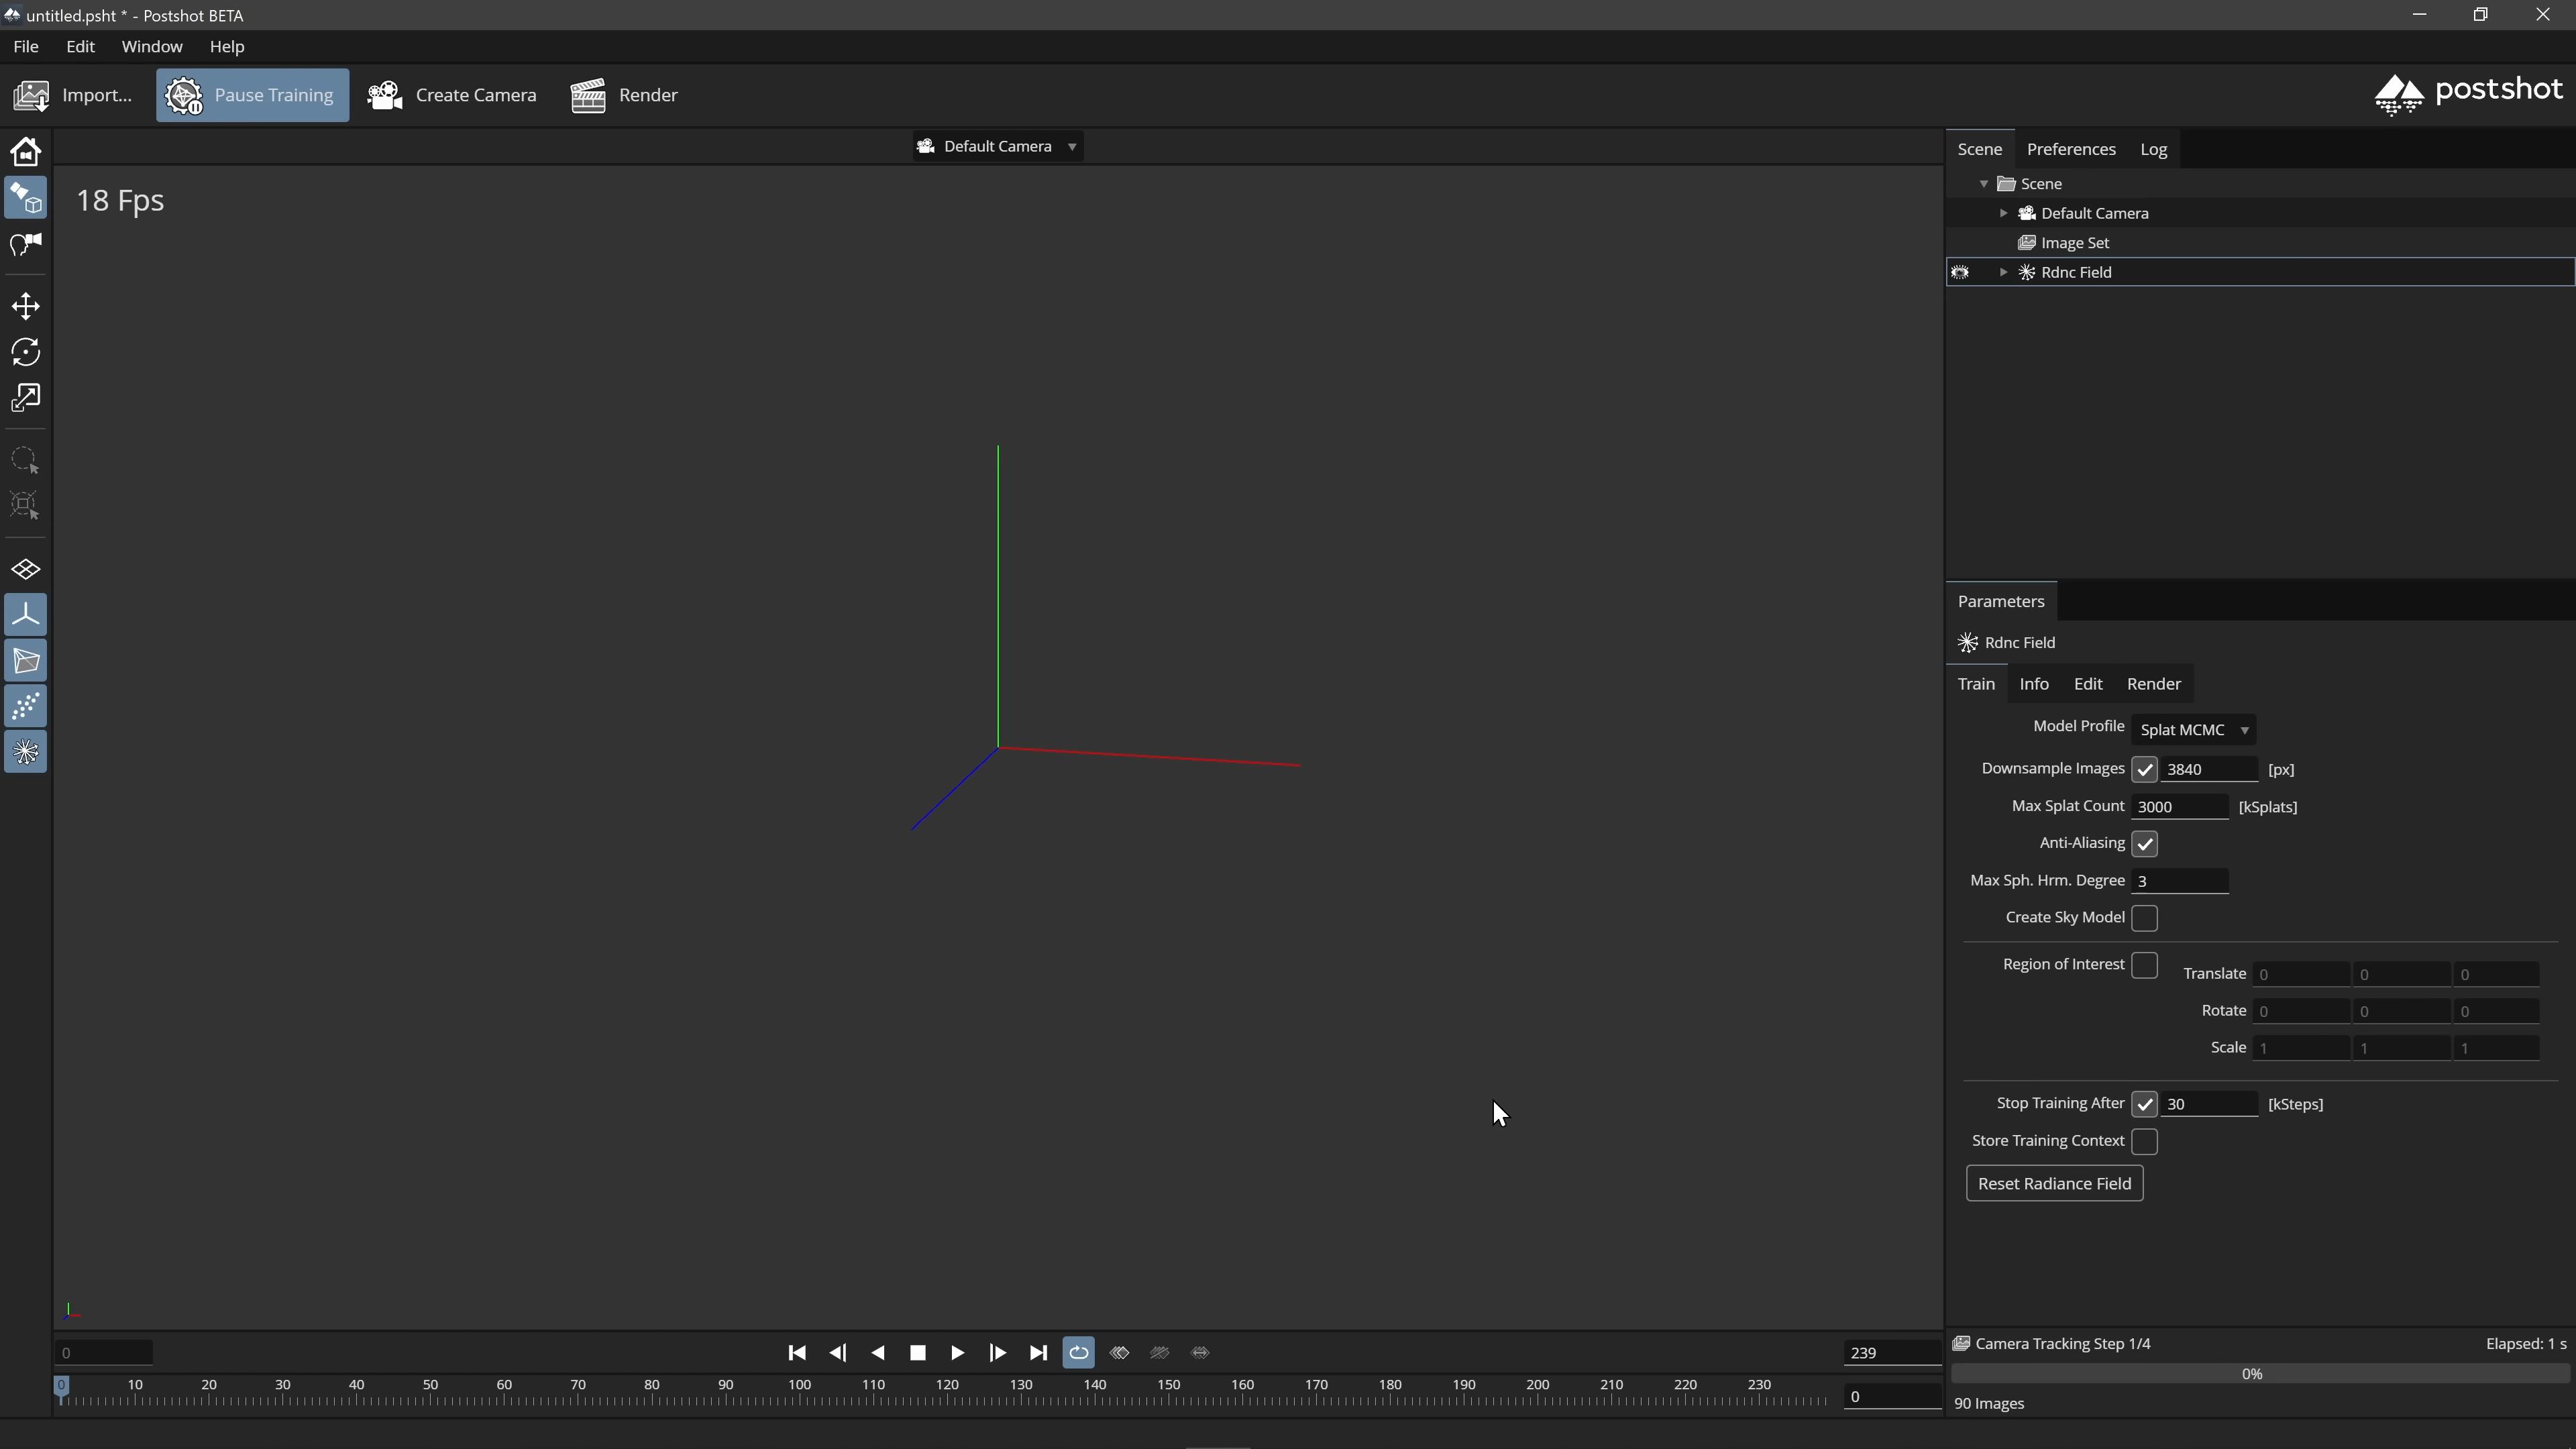 untitled.psht * - Postshot BETA
File Edit Window Help
Import... Pause Training Create Camera Render postshot
Default Camera
18 Fps
Scene Preferences Log
Scene
Default Camera
Image Set
Rdnc Field
Parameters
Rdnc Field
Train Info Edit Render
Model Profile Splat MCMC
Downsample Images 3840 [px]
Max Splat Count 3000 [kSplats]
Anti-Aliasing
Max Sph. Hrm. Degree 3
Create Sky Model
Region of Interest Translate 0 0 0
Rotate 0 0 0
Scale 1 1 1
Stop Training After 30 [kSteps]
Store Training Context
Reset Radiance Field
0 239
0 10 20 30 40 50 60 70 80 90 100 110 120 130 140 150 160 170 180 190 200 210 220 230 0
Camera Tracking Step 1/4 Elapsed: 1 s
0%
90 Images